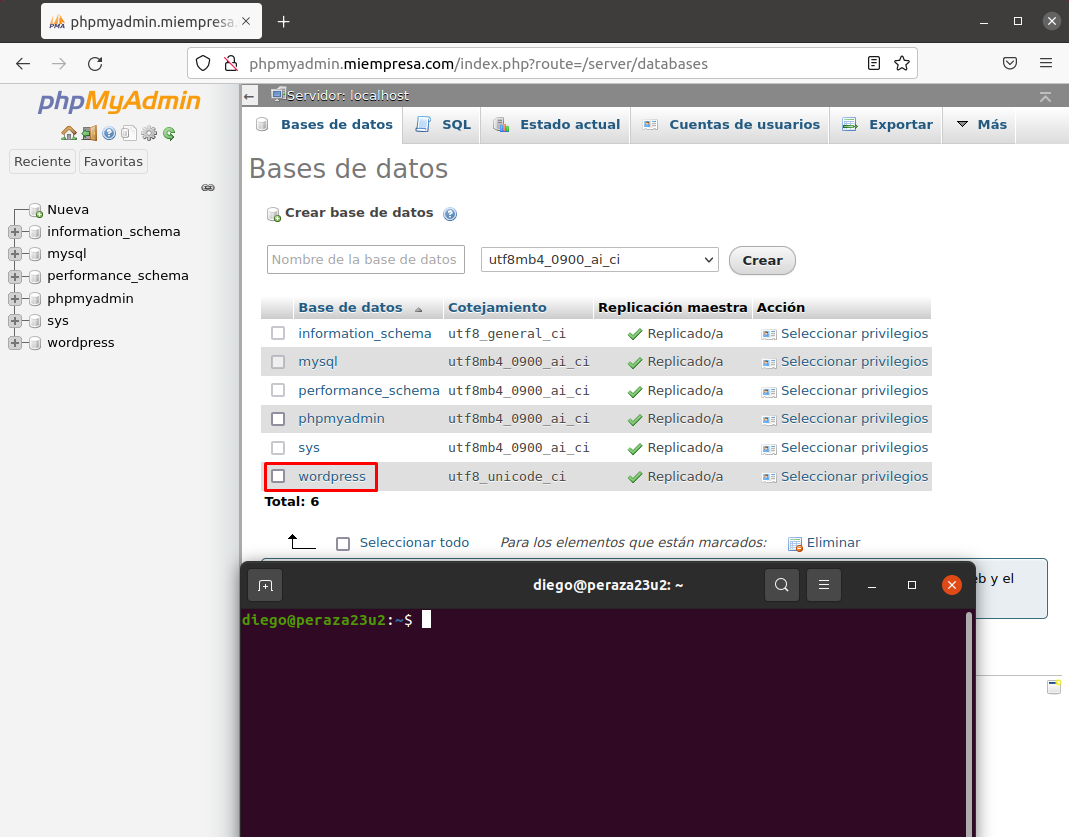 phpmyadmin.miempresa.
phpmyadmin.miempresa.com/index.php?route=/server/databases
phpMyAdmin
Reciente Favoritas
Nueva
information_schema
mysql
performance_schema
phpmyadmin
sys
wordpress
Servidor: localhost
Bases de datos SQL Estado actual Cuentas de usuarios Exportar Más
Bases de datos
Crear base de datos
Nombre de la base de datos utf8mb4_0900_ai_ci Crear
Base de datos Cotejamiento Replicación maestra Acción
information_schema utf8_general_ci Replicado/a Seleccionar privilegios
mysql utf8mb4_0900_ai_ci Replicado/a Seleccionar privilegios
performance_schema utf8mb4_0900_ai_ci Replicado/a Seleccionar privilegios
phpmyadmin utf8mb4_0900_ai_ci Replicado/a Seleccionar privilegios
sys utf8mb4_0900_ai_ci Replicado/a Seleccionar privilegios
wordpress utf8_unicode_ci Replicado/a Seleccionar privilegios
Total: 6
Seleccionar todo Para los elementos que están marcados: Eliminar
y el
diego@peraza23u2: ~
diego@peraza23u2:~$